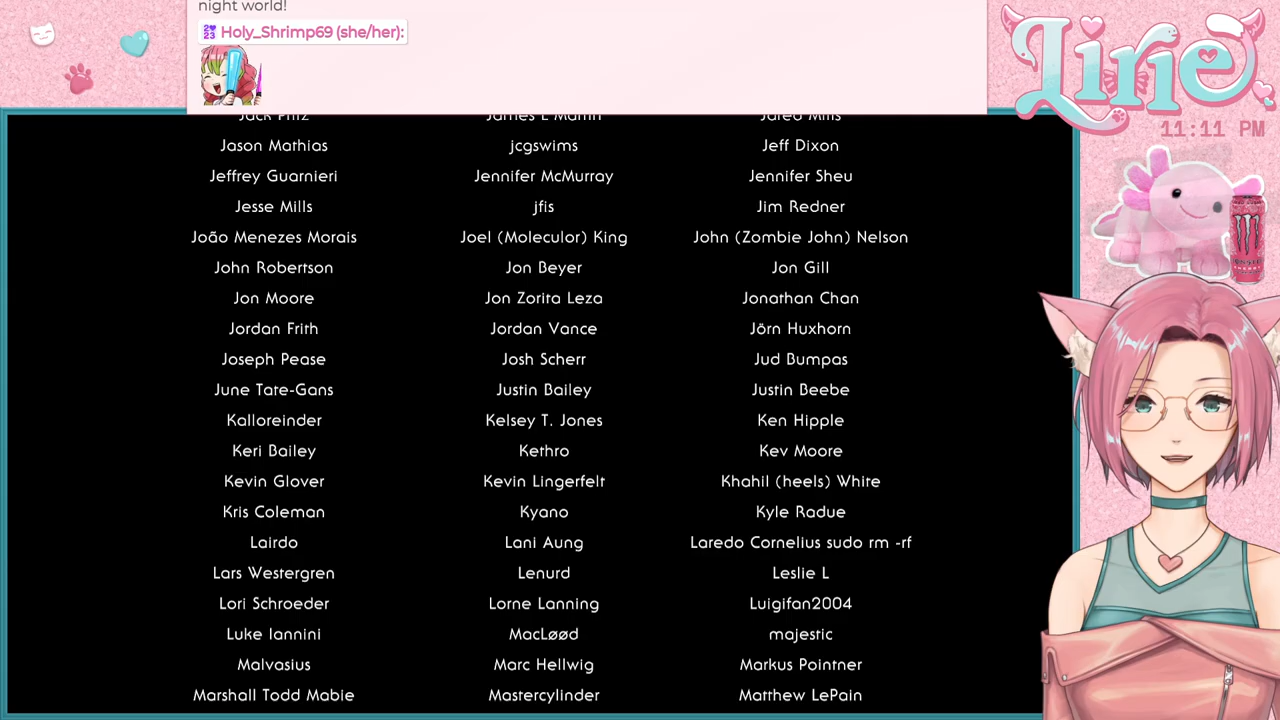 night world!
Holy_Shrimp69 (she/her):
Lirie
11:11 PM
Jason Mathias jcgswims Jeff Dixon
Jeffrey Guarnieri Jennifer McMurray Jennifer Sheu
Jesse Mills jfis Jim Redner
João Menezes Morais Joel (Moleculor) King John (Zombie John) Nelson
John Robertson Jon Beyer Jon Gill
Jon Moore Jon Zorita Leza Jonathan Chan
Jordan Frith Jordan Vance Jörn Huxhorn
Joseph Pease Josh Scherr Jud Bumpas
June Tate-Gans Justin Bailey Justin Beebe
Kalloreinder Kelsey T. Jones Ken Hipple
Keri Bailey Kethro Kev Moore
Kevin Glover Kevin Lingerfelt Khahil (heels) White
Kris Coleman Kyano Kyle Radue
Lairdo Lani Aung Laredo Cornelius sudo rm -rf
Lars Westergren Lenurd Leslie L
Lori Schroeder Lorne Lanning Luigifan2004
Luke Iannini MacLøød majestic
Malvasius Marc Hellwig Markus Pointner
Marshall Todd Mabie Mastercylinder Matthew LePain